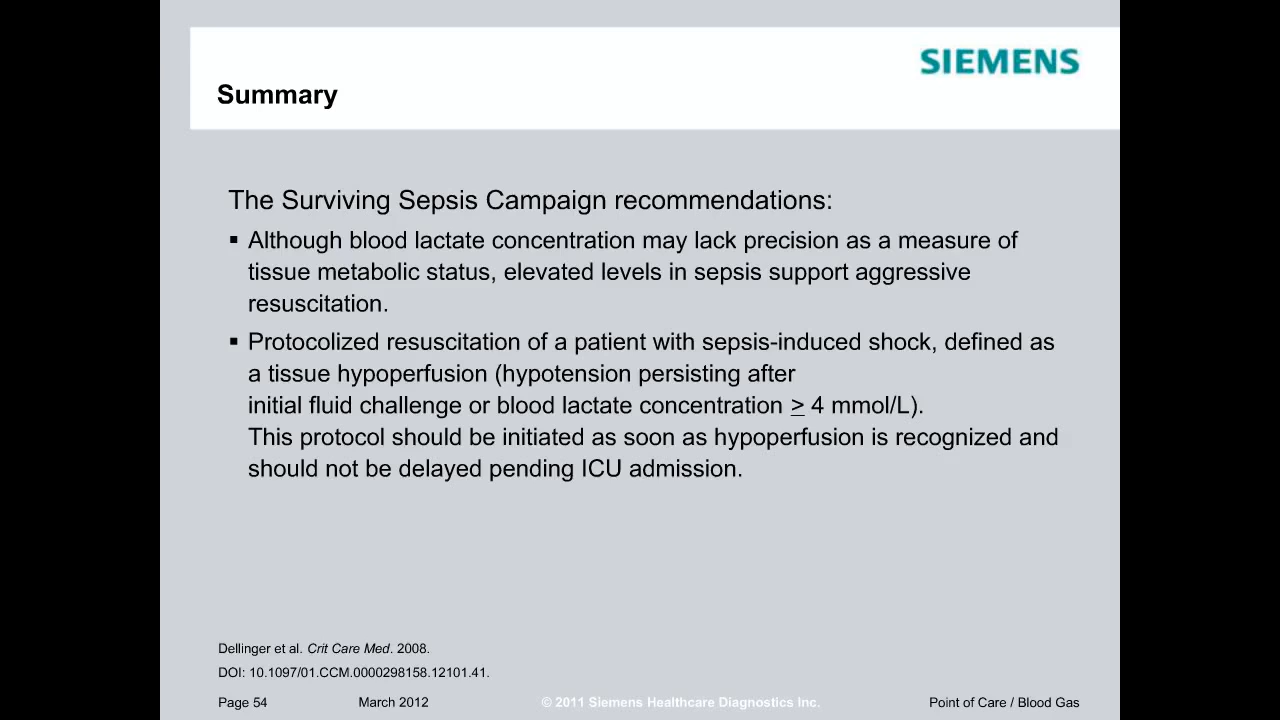 SIEMENS
Summary
The Surviving Sepsis Campaign recommendations:
▪ Although blood lactate concentration may lack precision as a measure of
tissue metabolic status, elevated levels in sepsis support aggressive
resuscitation.
▪ Protocolized resuscitation of a patient with sepsis-induced shock, defined as
a tissue hypoperfusion (hypotension persisting after
initial fluid challenge or blood lactate concentration ≥ 4 mmol/L).
This protocol should be initiated as soon as hypoperfusion is recognized and
should not be delayed pending ICU admission.
Dellinger et al. Crit Care Med. 2008.
DOI: 10.1097/01.CCM.0000298158.12101.41.
Page 54 March 2012 © 2011 Siemens Healthcare Diagnostics Inc. Point of Care / Blood Gas